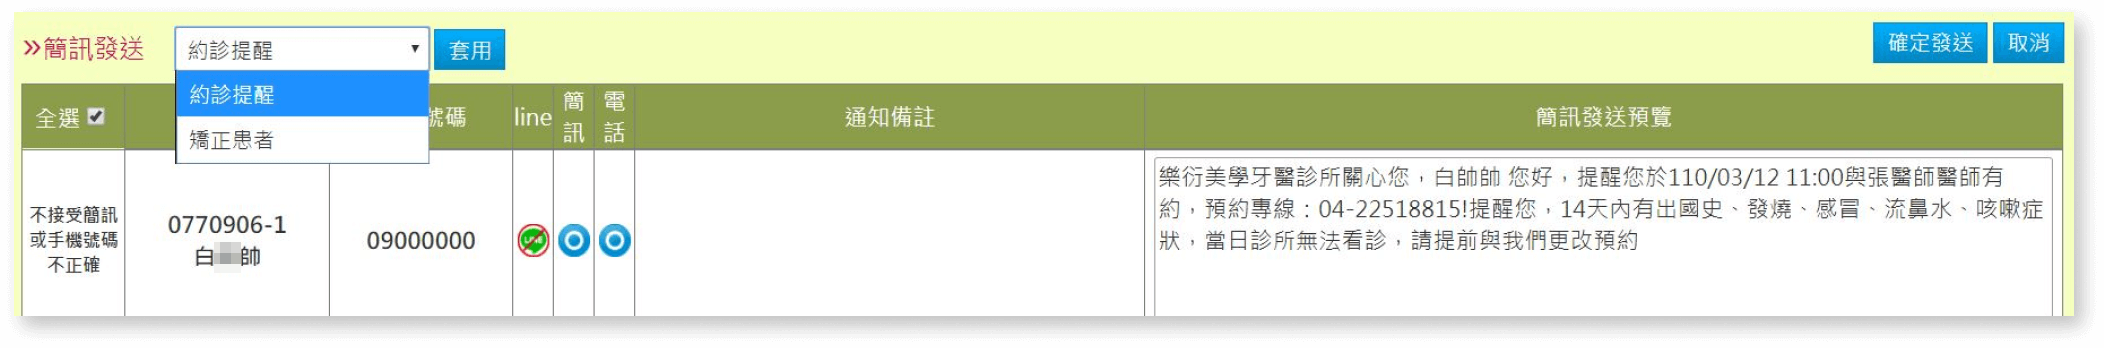 »簡訊發送
約診提醒
套用
確定發送
取消
約診提醒
矯正患者
全選
號碼
line
簡訊
電話
通知備註
簡訊發送預覽
不接受簡訊
或手機號碼
不正確
0770906-1
白 帥
09000000
LINE
樂衍美學牙醫診所關心您，白帥帥 您好，提醒您於110/03/12 11:00與張醫師醫師有
約，預約專線：04-22518815!提醒您，14天內有出國史、發燒、感冒、流鼻水、咳嗽症
狀，當日診所無法看診，請提前與我們更改預約